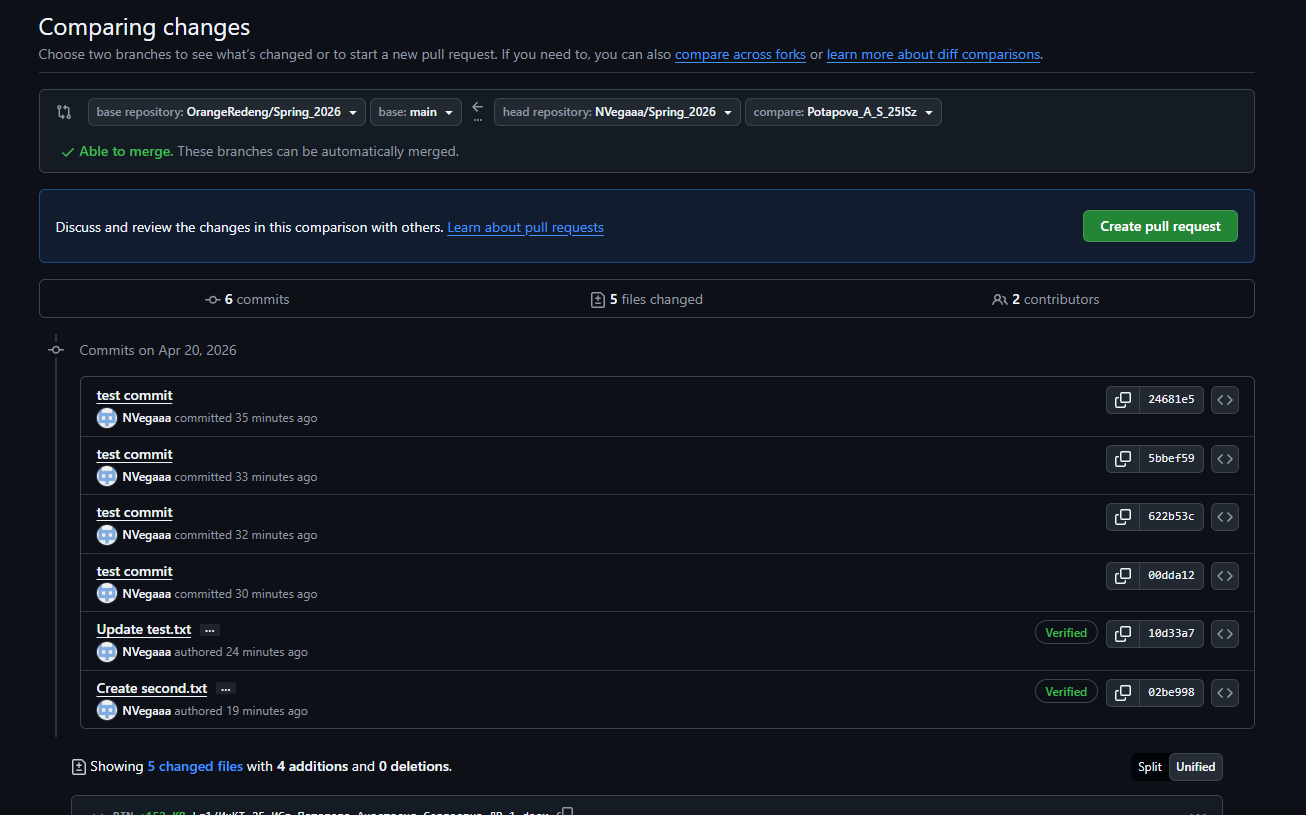 Comparing changes
Choose two branches to see what's changed or to start a new pull request. If you need to, you can also compare across forks or learn more about diff comparisons.
base repository: OrangeRedeng/Spring_2026 base: main ... head repository: NVegaaa/Spring_2026 compare: Potapova_A_S_25ISz
Able to merge. These branches can be automatically merged.
Discuss and review the changes in this comparison with others. Learn about pull requests Create pull request
6 commits 5 files changed 2 contributors
Commits on Apr 20, 2026
test commit 24681e5
NVegaaa committed 35 minutes ago
test commit 5bbef59
NVegaaa committed 33 minutes ago
test commit 622b53c
NVegaaa committed 32 minutes ago
test commit 00dda12
NVegaaa committed 30 minutes ago
Update test.txt ... Verified 10d33a7
NVegaaa authored 24 minutes ago
Create second.txt ... Verified 02be998
NVegaaa authored 19 minutes ago
Showing 5 changed files with 4 additions and 0 deletions. Split Unified